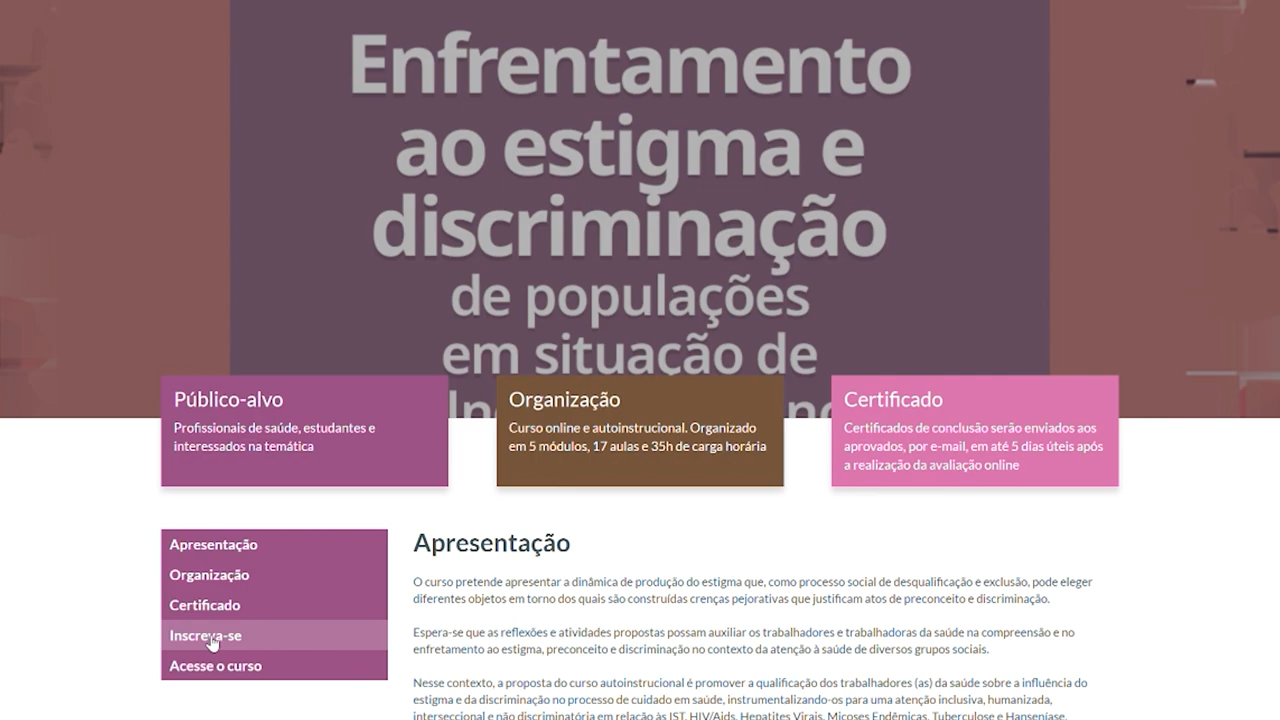 Enfrentamento
ao estigma e
discriminação
de populações
em situação de
Público-alvo
Profissionais de saúde, estudantes e
interessados na temática
Organização
Curso online e autoinstrucional. Organizado
em 5 módulos, 17 aulas e 35h de carga horária
Certificado
Certificados de conclusão serão enviados aos
aprovados, por e-mail, em até 5 dias úteis após
a realização da avaliação online
Apresentação
Organização
Certificado
Inscreva-se
Acesse o curso
Apresentação
O curso pretende apresentar a dinâmica de produção do estigma que, como processo social de desqualificação e exclusão, pode eleger
diferentes objetos em torno dos quais são construídas crenças pejorativas que justificam atos de preconceito e discriminação.
Espera-se que as reflexões e atividades propostas possam auxiliar os trabalhadores e trabalhadoras da saúde na compreensão e no
enfretamento ao estigma, preconceito e discriminação no contexto da atenção à saúde de diversos grupos sociais.
Nesse contexto, a proposta do curso autoinstrucional é promover a qualificação dos trabalhadores (as) da saúde sobre a influência do
estigma e da discriminação no processo de cuidado em saúde, instrumentalizando-os para uma atenção inclusiva, humanizada,
interseccional e não discriminatória em relação às IST, HIV/Aids, Hepatites Virais, Micoses Endêmicas, Tuberculose e Hanseníase.